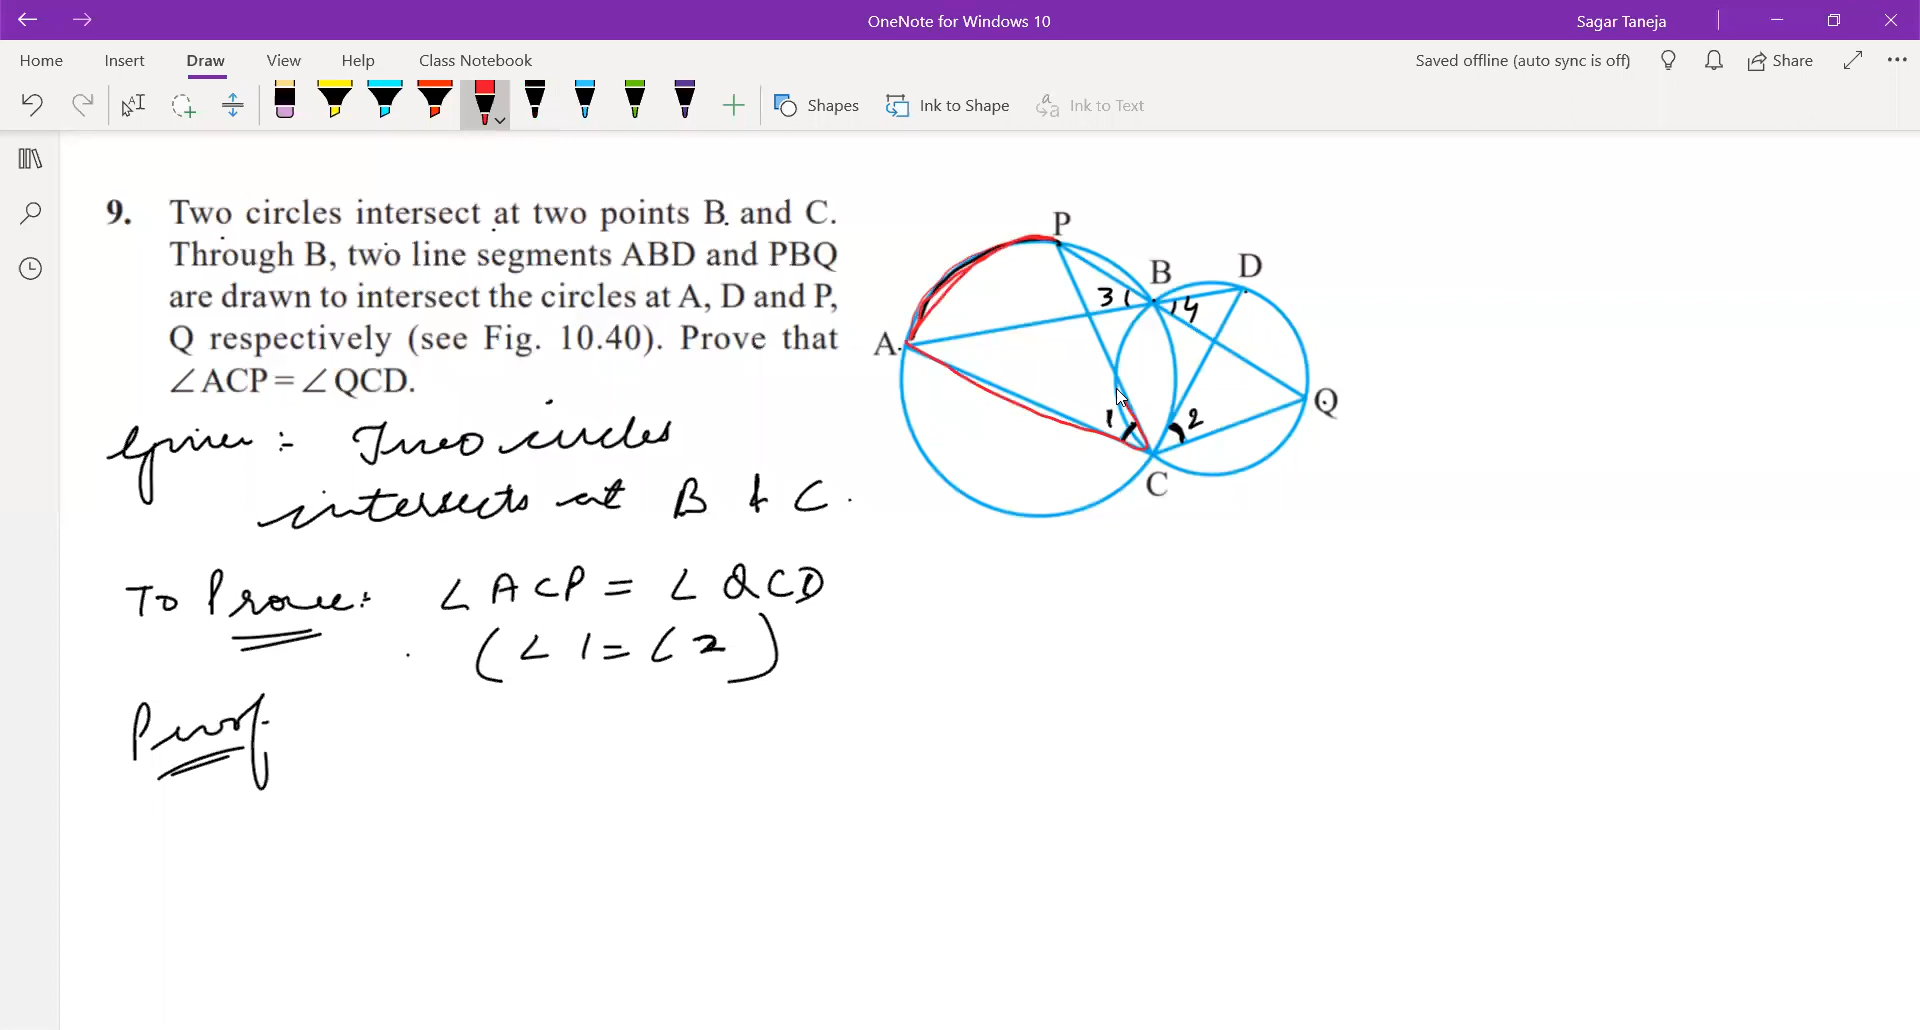 OneNote for Windows 10
Sagar Taneja
Home Insert Draw View Help Class Notebook
Saved offline (auto sync is off) Share
Shapes Ink to Shape Ink to Text
9. Two circles intersect at two points B and C.
Through B, two line segments ABD and PBQ
are drawn to intersect the circles at A, D and P,
Q respectively (see Fig. 10.40). Prove that
∠ACP = ∠QCD.
P
B
D
3
4
A
1
2
Q
C
Given :- Two circles
intersects at B & C.
To Prove: ∠ACP = ∠QCD
(∠1 = ∠2)
Proof